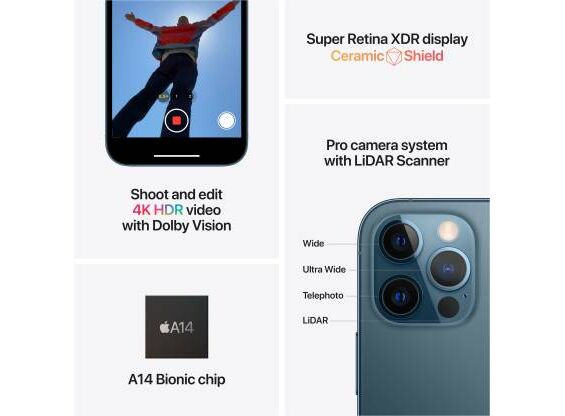 Shoot and edit
4K HDR video
with Dolby Vision
A14
A14 Bionic chip
Super Retina XDR display
Ceramic Shield
Pro camera system
with LiDAR Scanner
Wide
Ultra Wide
Telephoto
LiDAR